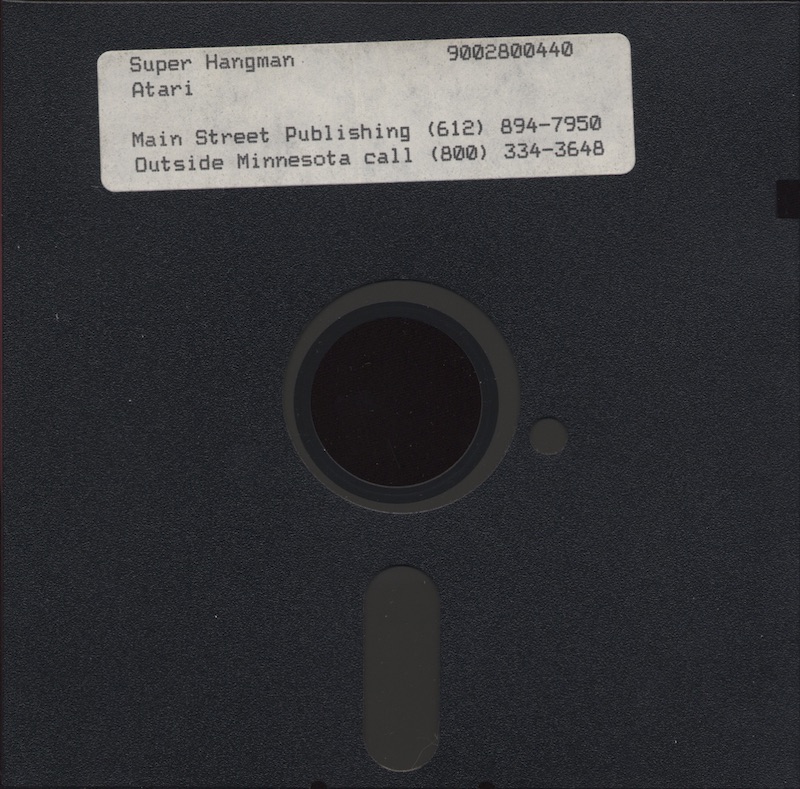 Super Hangman 9002800440
Atari
Main Street Publishing (612) 894-7950
Outside Minnesota call (800) 334-3648